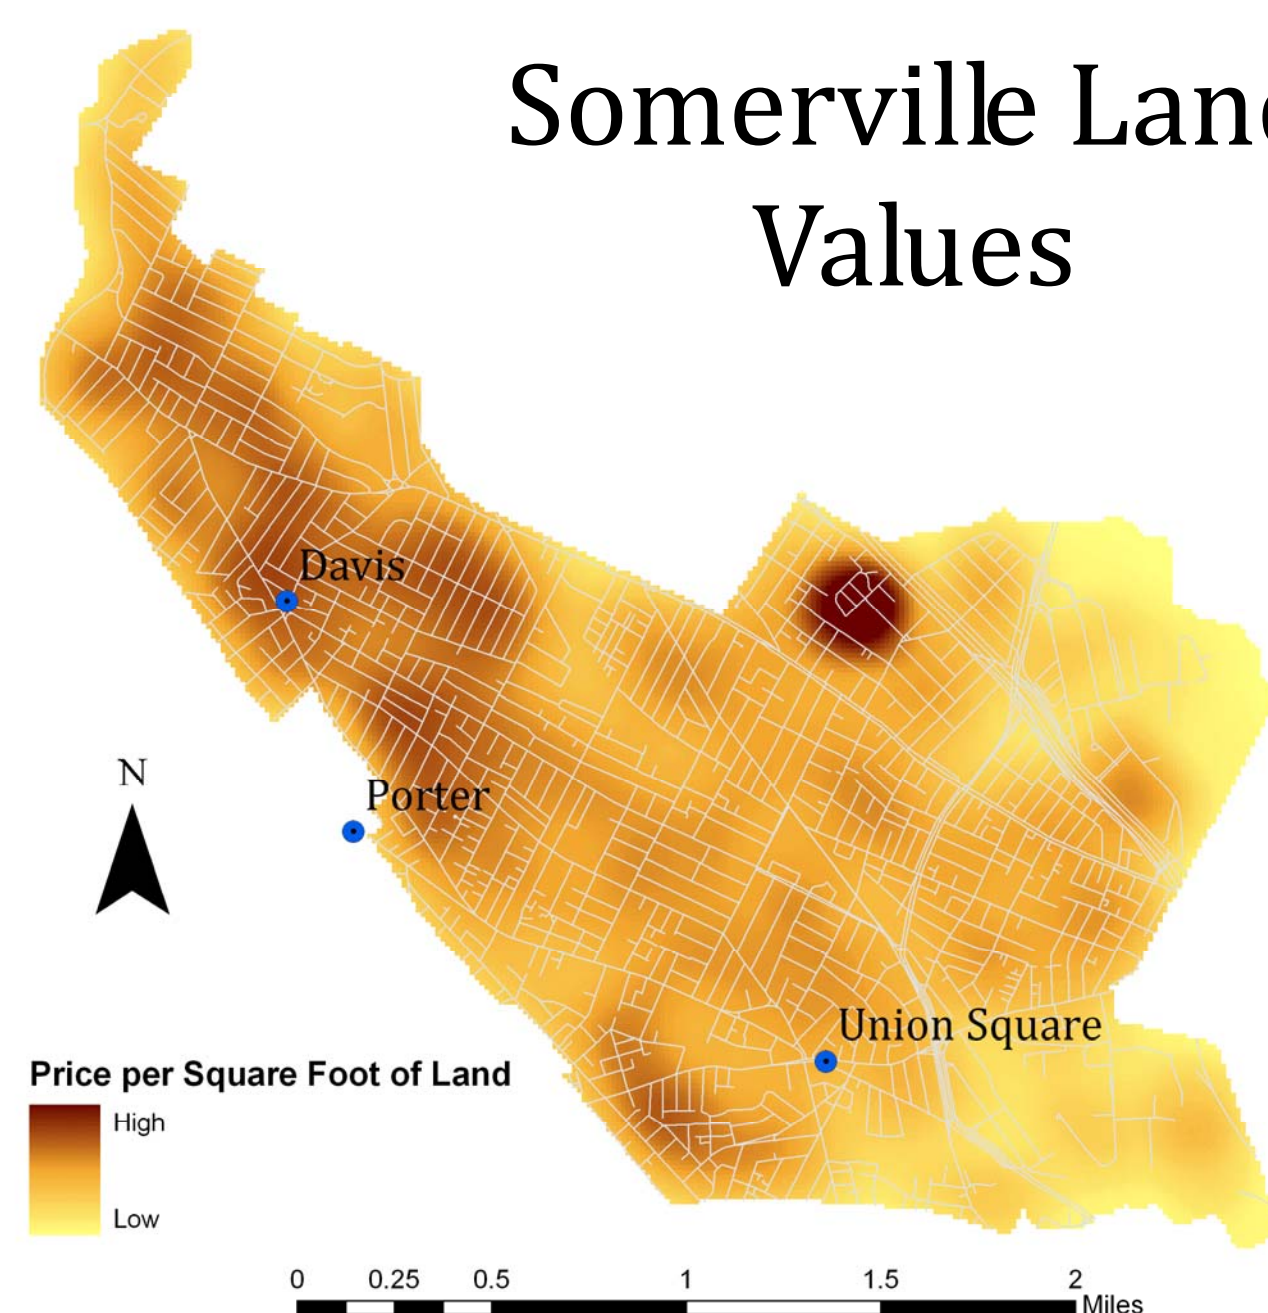 Somerville Lan
Values
Davis
N
Porter
Union Square
Price per Square Foot of Land
High
Low
0 0.25 0.5 1 1.5 2
Miles